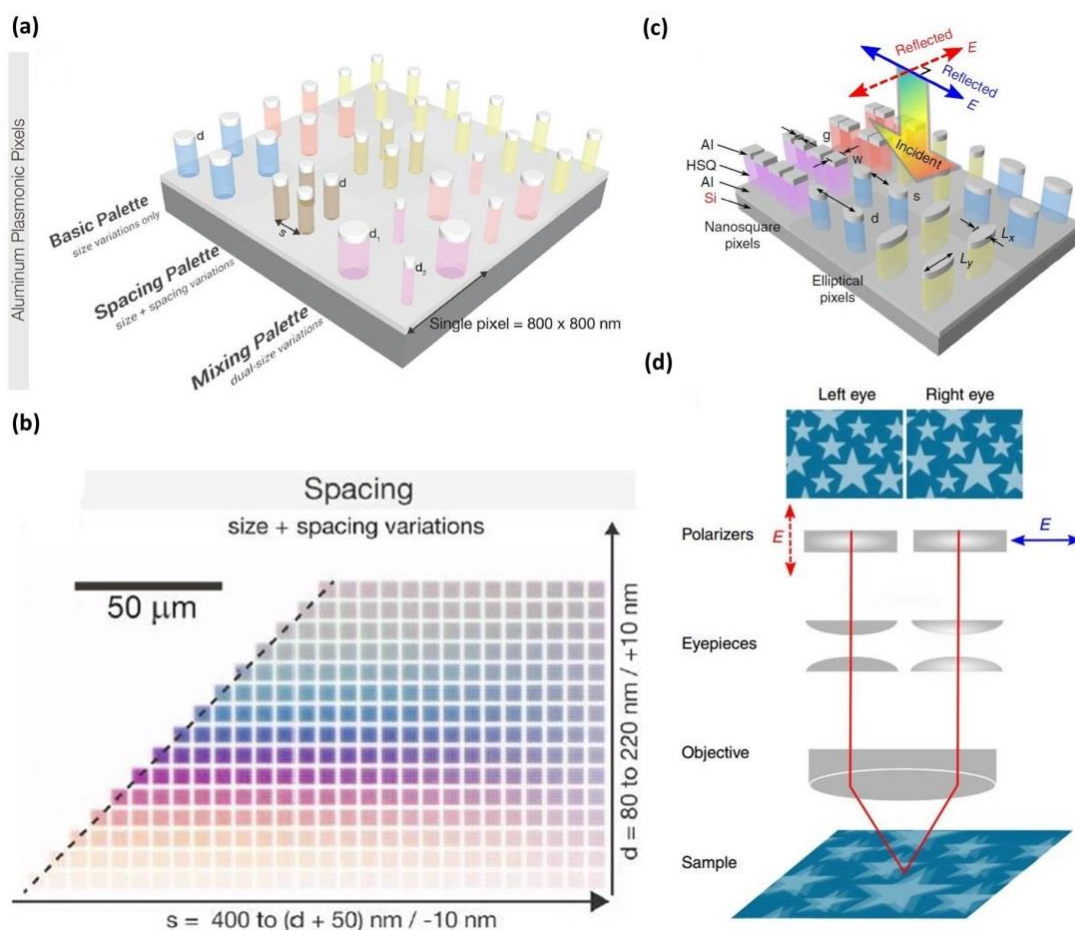 (a)
Aluminum Plasmonic Pixels
d
Basic Palette
size variations only
d
s
Spacing Palette
size + spacing variations
d1
d2
Mixing Palette
dual-size variations
Single pixel = 800 x 800 nm
(b)
Spacing
size + spacing variations
50 μm
d = 80 to 220 nm / +10 nm
s = 400 to (d + 50) nm / -10 nm
(c)
Reflected
E
Reflected
E
Incident
g
w
Al
HSQ
Al
Si
s
d
Nanosquare
pixels
Lx
Ly
Elliptical
pixels
(d)
Left eye
Right eye
Polarizers
E
E
Eyepieces
Objective
Sample